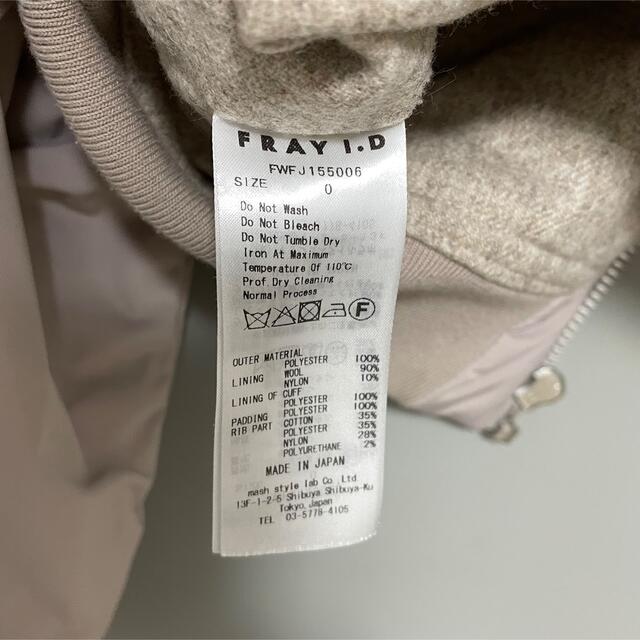 FRAY I.D
FWFJ155006
SIZE 0
Do Not Wash
Do Not Bleach
Do Not Tumble Dry
Iron At Maximum
Temperature Of 110℃
Prof.Dry Cleaning
Normal Process
F
OUTER MATERIAL
POLYESTER 100%
LINING WOOL 90%
NYLON 10%
LINING OF CUFF
POLYESTER 100%
PADDING POLYESTER 100%
RIB PART COTTON 35%
POLYESTER 35%
NYLON 28%
POLYURETHANE 2%
MADE IN JAPAN
mash style lab Co. Ltd.
13F-1-2-5 Shibuya Shibuya-Ku
Tokyo.Japan
TEL 03-5778-4105